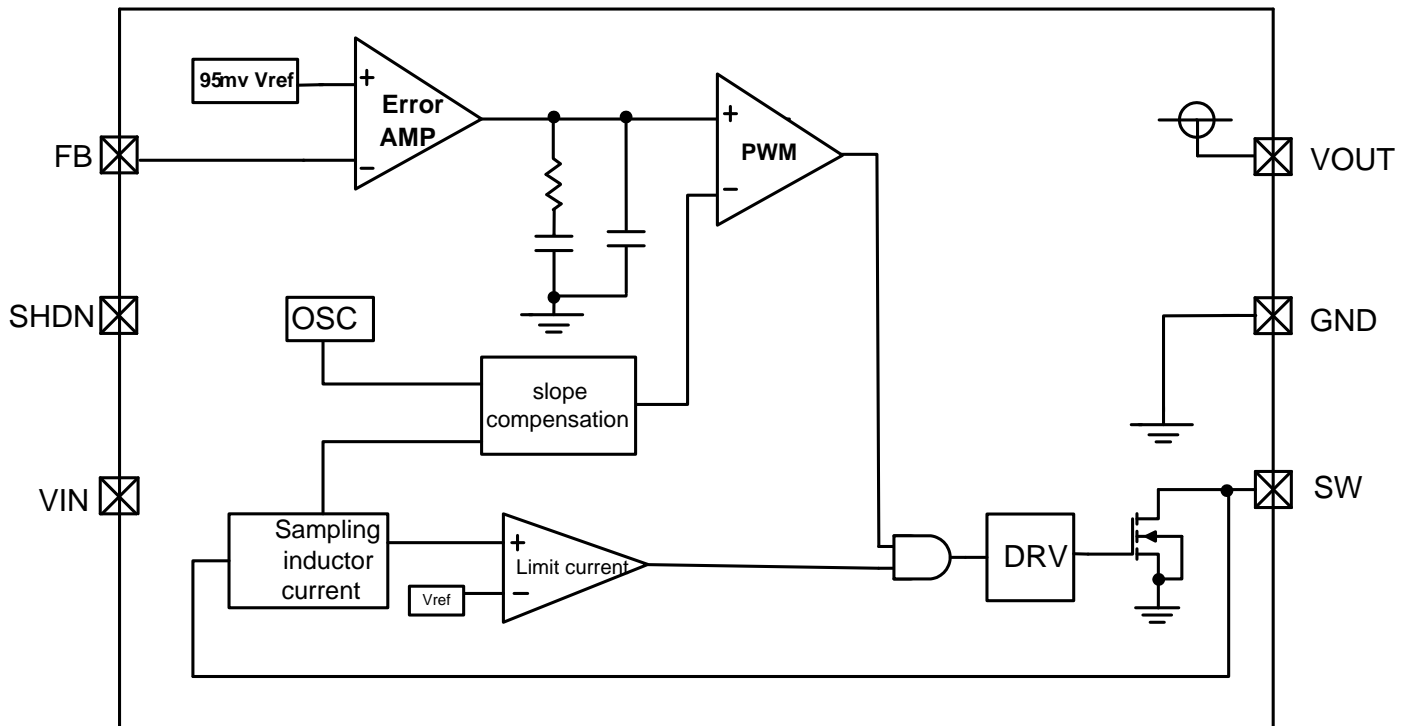 95mv Vref
+
Error
AMP
−
+
PWM
−
FB
VOUT
SHDN
OSC
GND
slope
compensation
VIN
SW
Sampling
inductor
current
+
Limit current
Vref
−
DRV